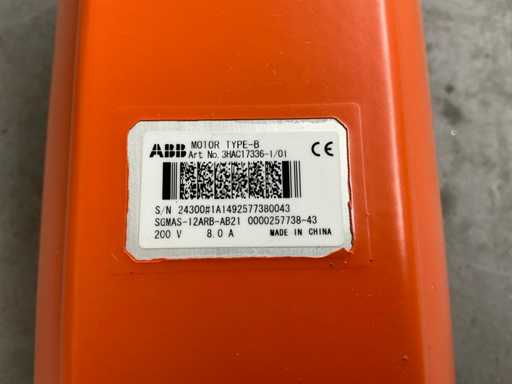 ABB MOTOR TYPE-B
Art No. 3HAC17336-1/01
CE
S/N 24300#1A1492577380043
SGMAS-12ARB-AB21 0000257738-43
200 V 8.0 A MADE IN CHINA